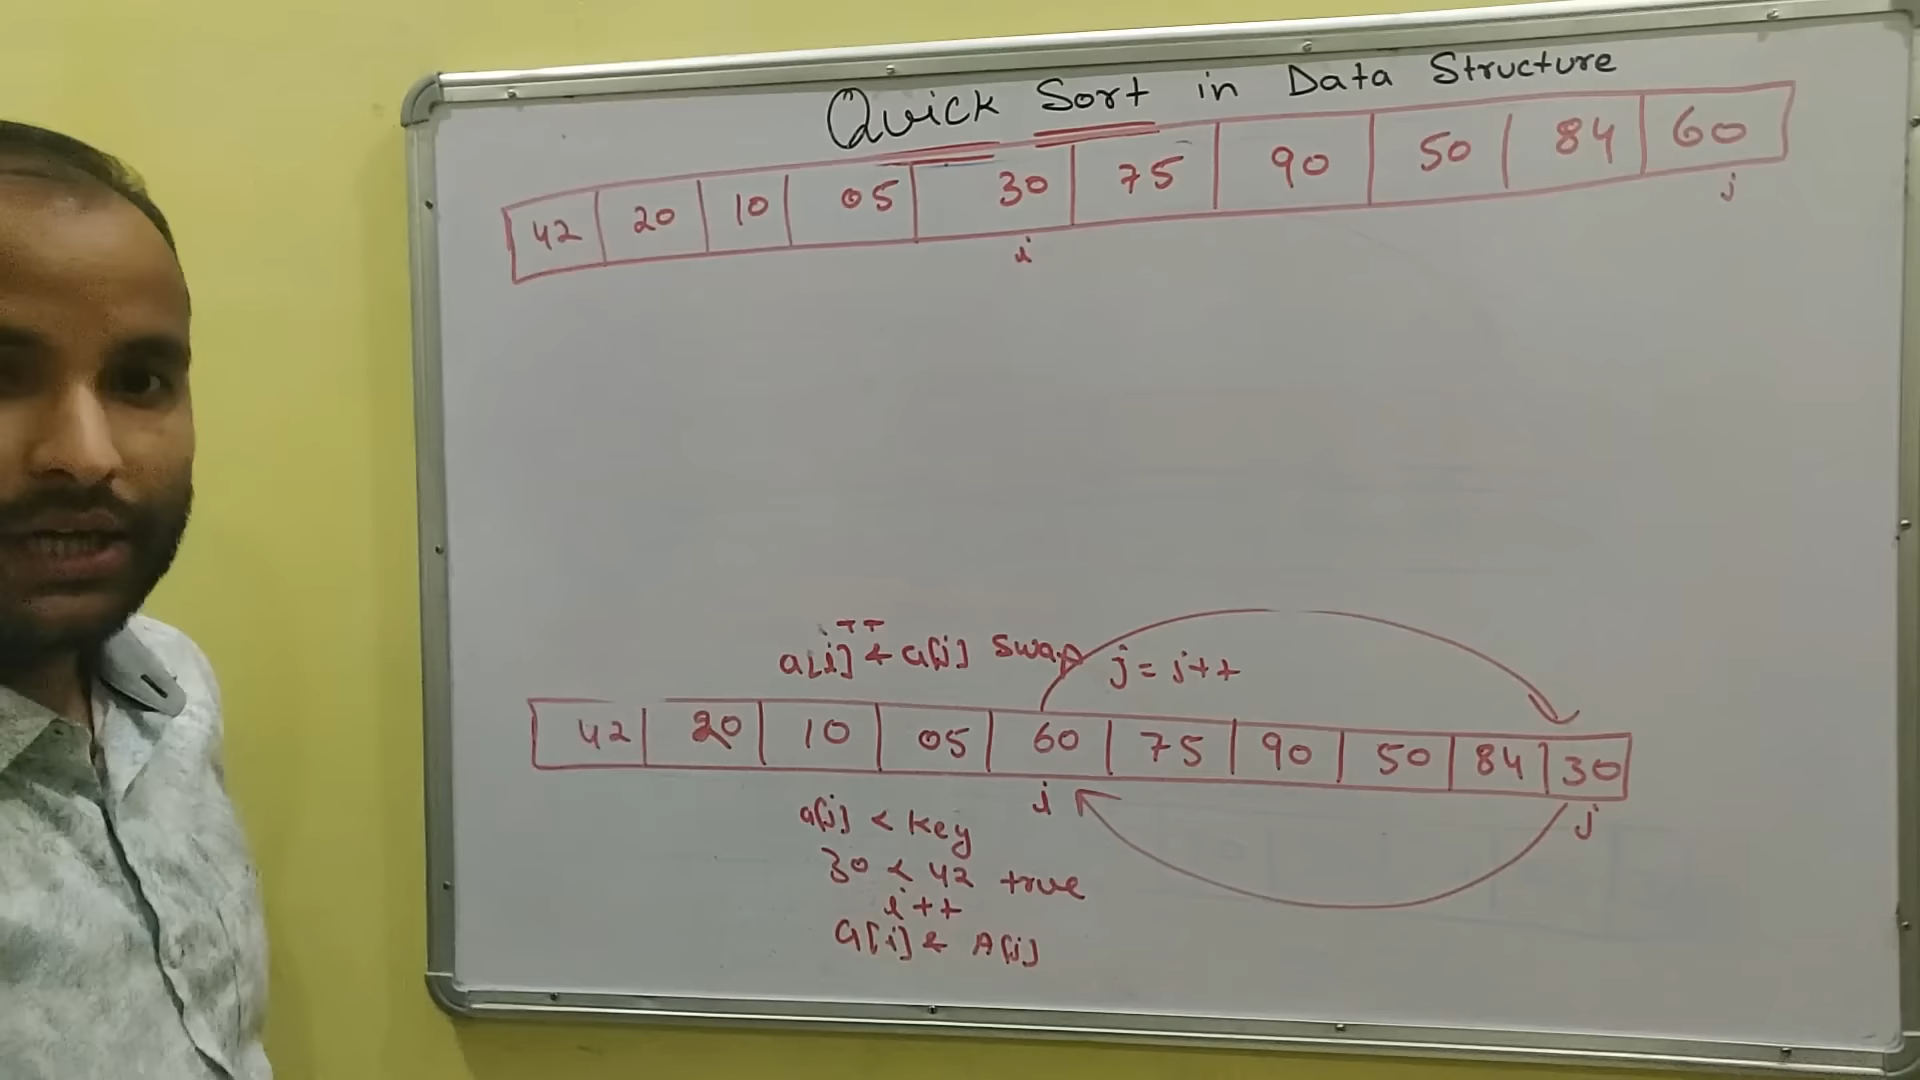 Quick Sort in Data Structure
42 20 10 05 30 75 90 50 84 60
i j
++
a[i] & a[j] Swap j = j++
42 20 10 05 60 75 90 50 84 30
i j
a[j] < key
30 < 42 true
i++
a[i] & A[j]